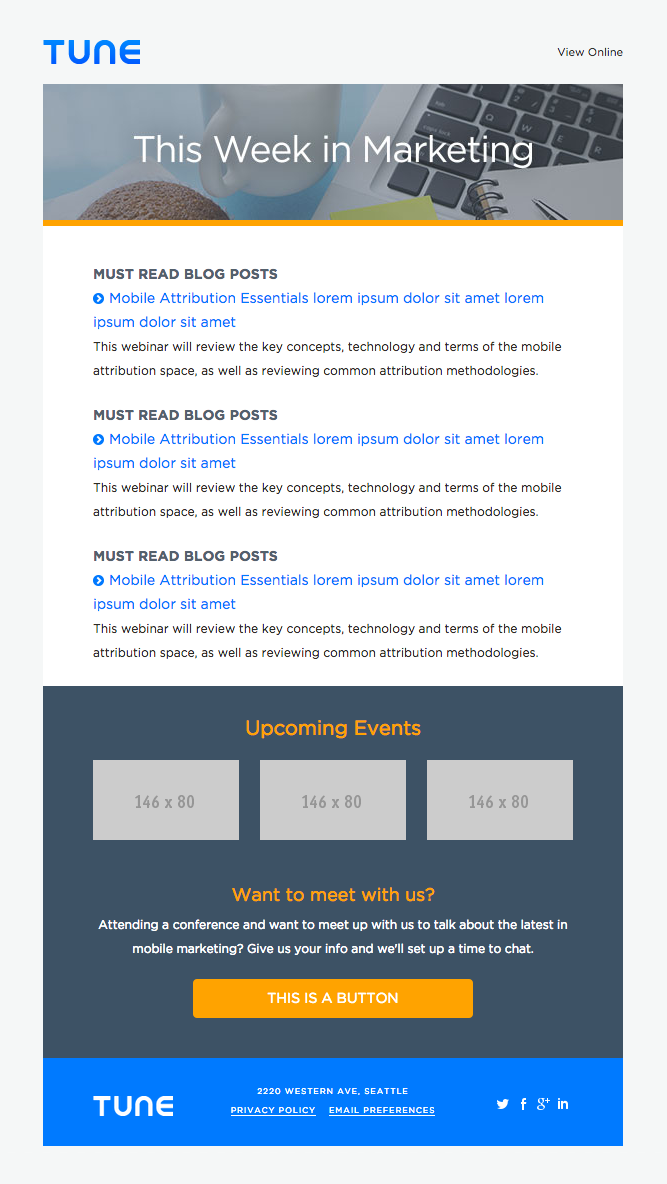 TUNE
View Online
This Week in Marketing
MUST READ BLOG POSTS
Mobile Attribution Essentials lorem ipsum dolor sit amet lorem
ipsum dolor sit amet
This webinar will review the key concepts, technology and terms of the mobile
attribution space, as well as reviewing common attribution methodologies.
MUST READ BLOG POSTS
Mobile Attribution Essentials lorem ipsum dolor sit amet lorem
ipsum dolor sit amet
This webinar will review the key concepts, technology and terms of the mobile
attribution space, as well as reviewing common attribution methodologies.
MUST READ BLOG POSTS
Mobile Attribution Essentials lorem ipsum dolor sit amet lorem
ipsum dolor sit amet
This webinar will review the key concepts, technology and terms of the mobile
attribution space, as well as reviewing common attribution methodologies.
Upcoming Events
146 x 80 146 x 80 146 x 80
Want to meet with us?
Attending a conference and want to meet up with us to talk about the latest in
mobile marketing? Give us your info and we'll set up a time to chat.
THIS IS A BUTTON
TUNE
2220 WESTERN AVE, SEATTLE
PRIVACY POLICY EMAIL PREFERENCES